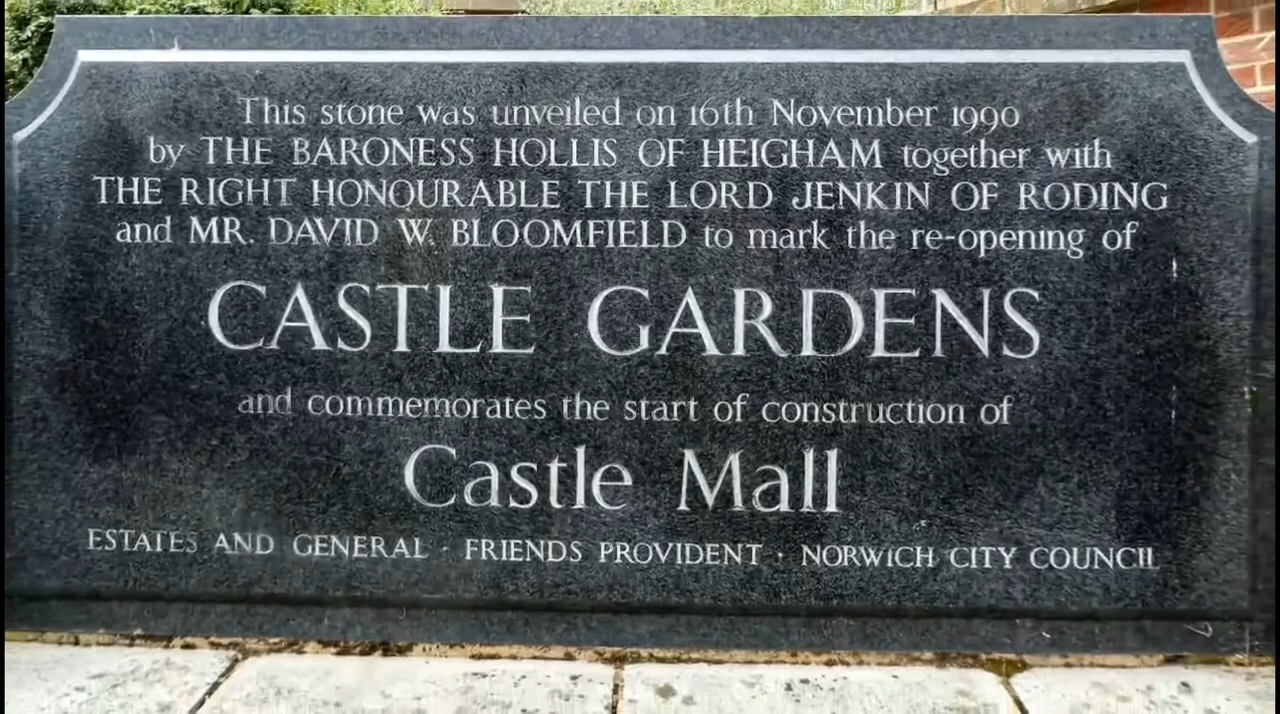 This stone was unveiled on 16th November 1990
by THE BARONESS HOLLIS OF HEIGHAM together with
THE RIGHT HONOURABLE THE LORD JENKIN OF RODING
and MR. DAVID W. BLOOMFIELD to mark the re-opening of
CASTLE GARDENS
and commemorates the start of construction of
Castle Mall
ESTATES AND GENERAL · FRIENDS PROVIDENT · NORWICH CITY COUNCIL